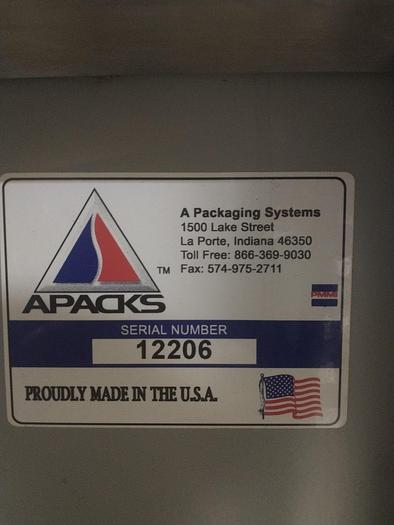 A Packaging Systems
1500 Lake Street
La Porte, Indiana 46350
Toll Free: 866-369-9030
TM Fax: 574-975-2711
PMMI
APACKS
SERIAL NUMBER
12206
PROUDLY MADE IN THE U.S.A.